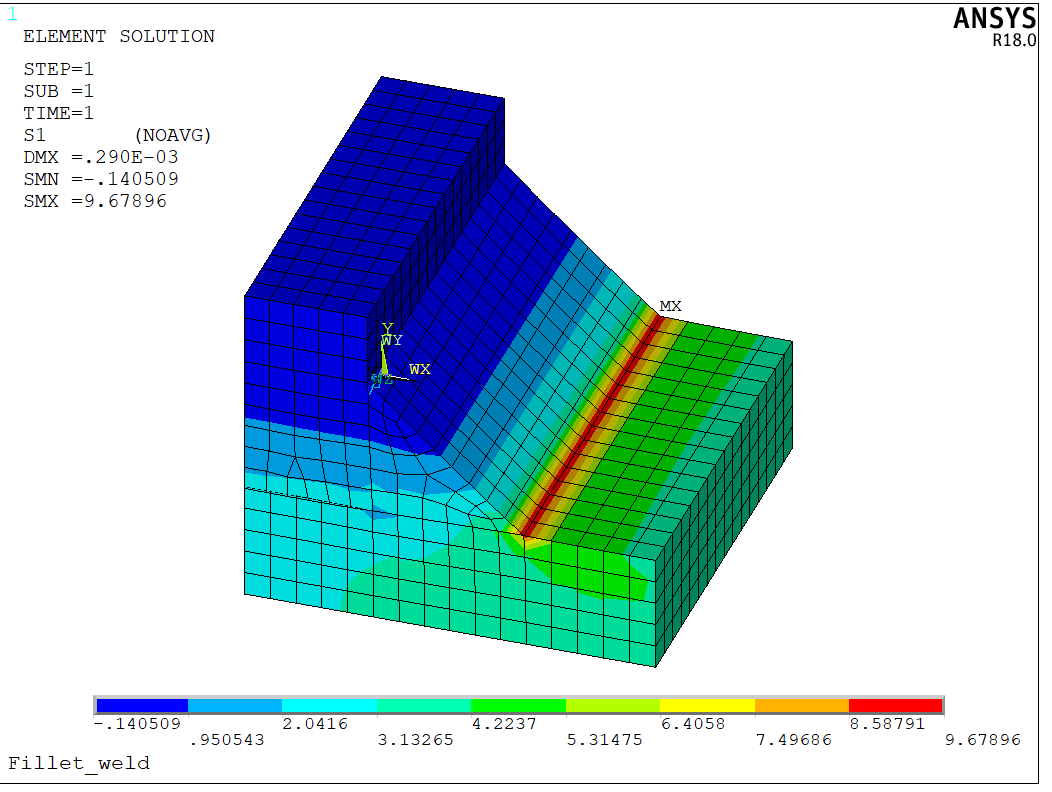 1
ANSYS
R18.0
ELEMENT SOLUTION
STEP=1
SUB =1
TIME=1
S1 (NOAVG)
DMX =.290E-03
SMN =-.140509
SMX =9.67896
MX
Y
WY
WX
-.140509
.950543
2.0416
3.13265
4.2237
5.31475
6.4058
7.49686
8.58791
9.67896
Fillet_weld